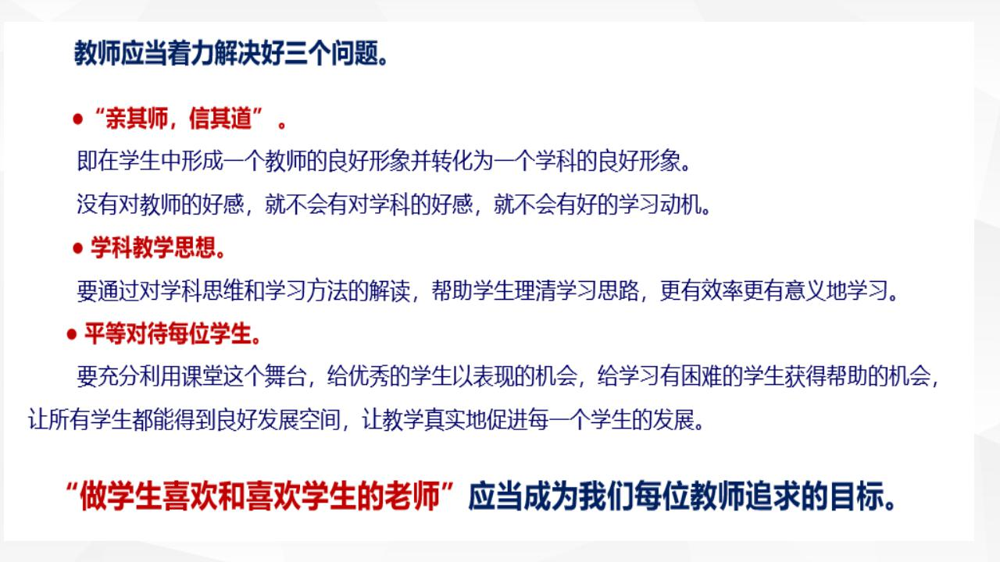 教师应当着力解决好三个问题。
●“亲其师，信其道” 。
即在学生中形成一个教师的良好形象并转化为一个学科的良好形象。
没有对教师的好感，就不会有对学科的好感，就不会有好的学习动机。
● 学科教学思想。
要通过对学科思维和学习方法的解读，帮助学生理清学习思路，更有效率更有意义地学习。
● 平等对待每位学生。
要充分利用课堂这个舞台，给优秀的学生以表现的机会，给学习有困难的学生获得帮助的机会，
让所有学生都能得到良好发展空间，让教学真实地促进每一个学生的发展。
“做学生喜欢和喜欢学生的老师”应当成为我们每位教师追求的目标。